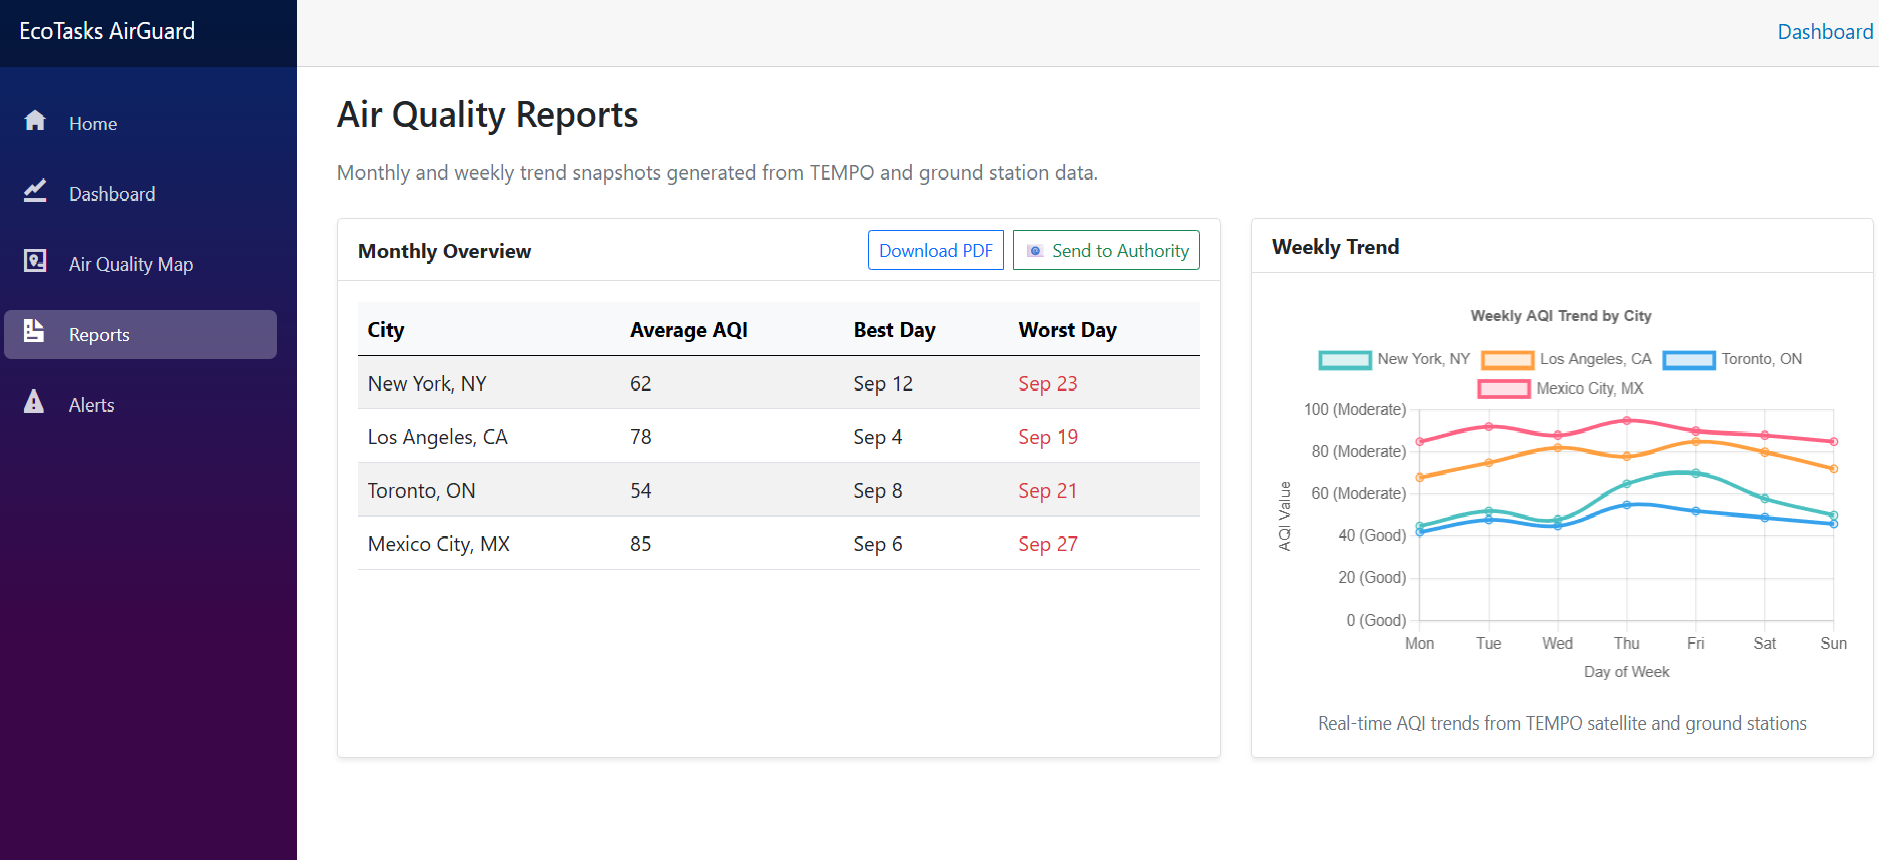 EcoTasks AirGuard
Dashboard
Home
Dashboard
Air Quality Map
Reports
Alerts
Air Quality Reports
Monthly and weekly trend snapshots generated from TEMPO and ground station data.
Monthly Overview
Download PDF
Send to Authority
City Average AQI Best Day Worst Day
New York, NY 62 Sep 12 Sep 23
Los Angeles, CA 78 Sep 4 Sep 19
Toronto, ON 54 Sep 8 Sep 21
Mexico City, MX 85 Sep 6 Sep 27
Weekly Trend
Weekly AQI Trend by City
New York, NY Los Angeles, CA Toronto, ON
Mexico City, MX
AQI Value
100 (Moderate)
80 (Moderate)
60 (Moderate)
40 (Good)
20 (Good)
0 (Good)
Mon Tue Wed Thu Fri Sat Sun
Day of Week
Real-time AQI trends from TEMPO satellite and ground stations